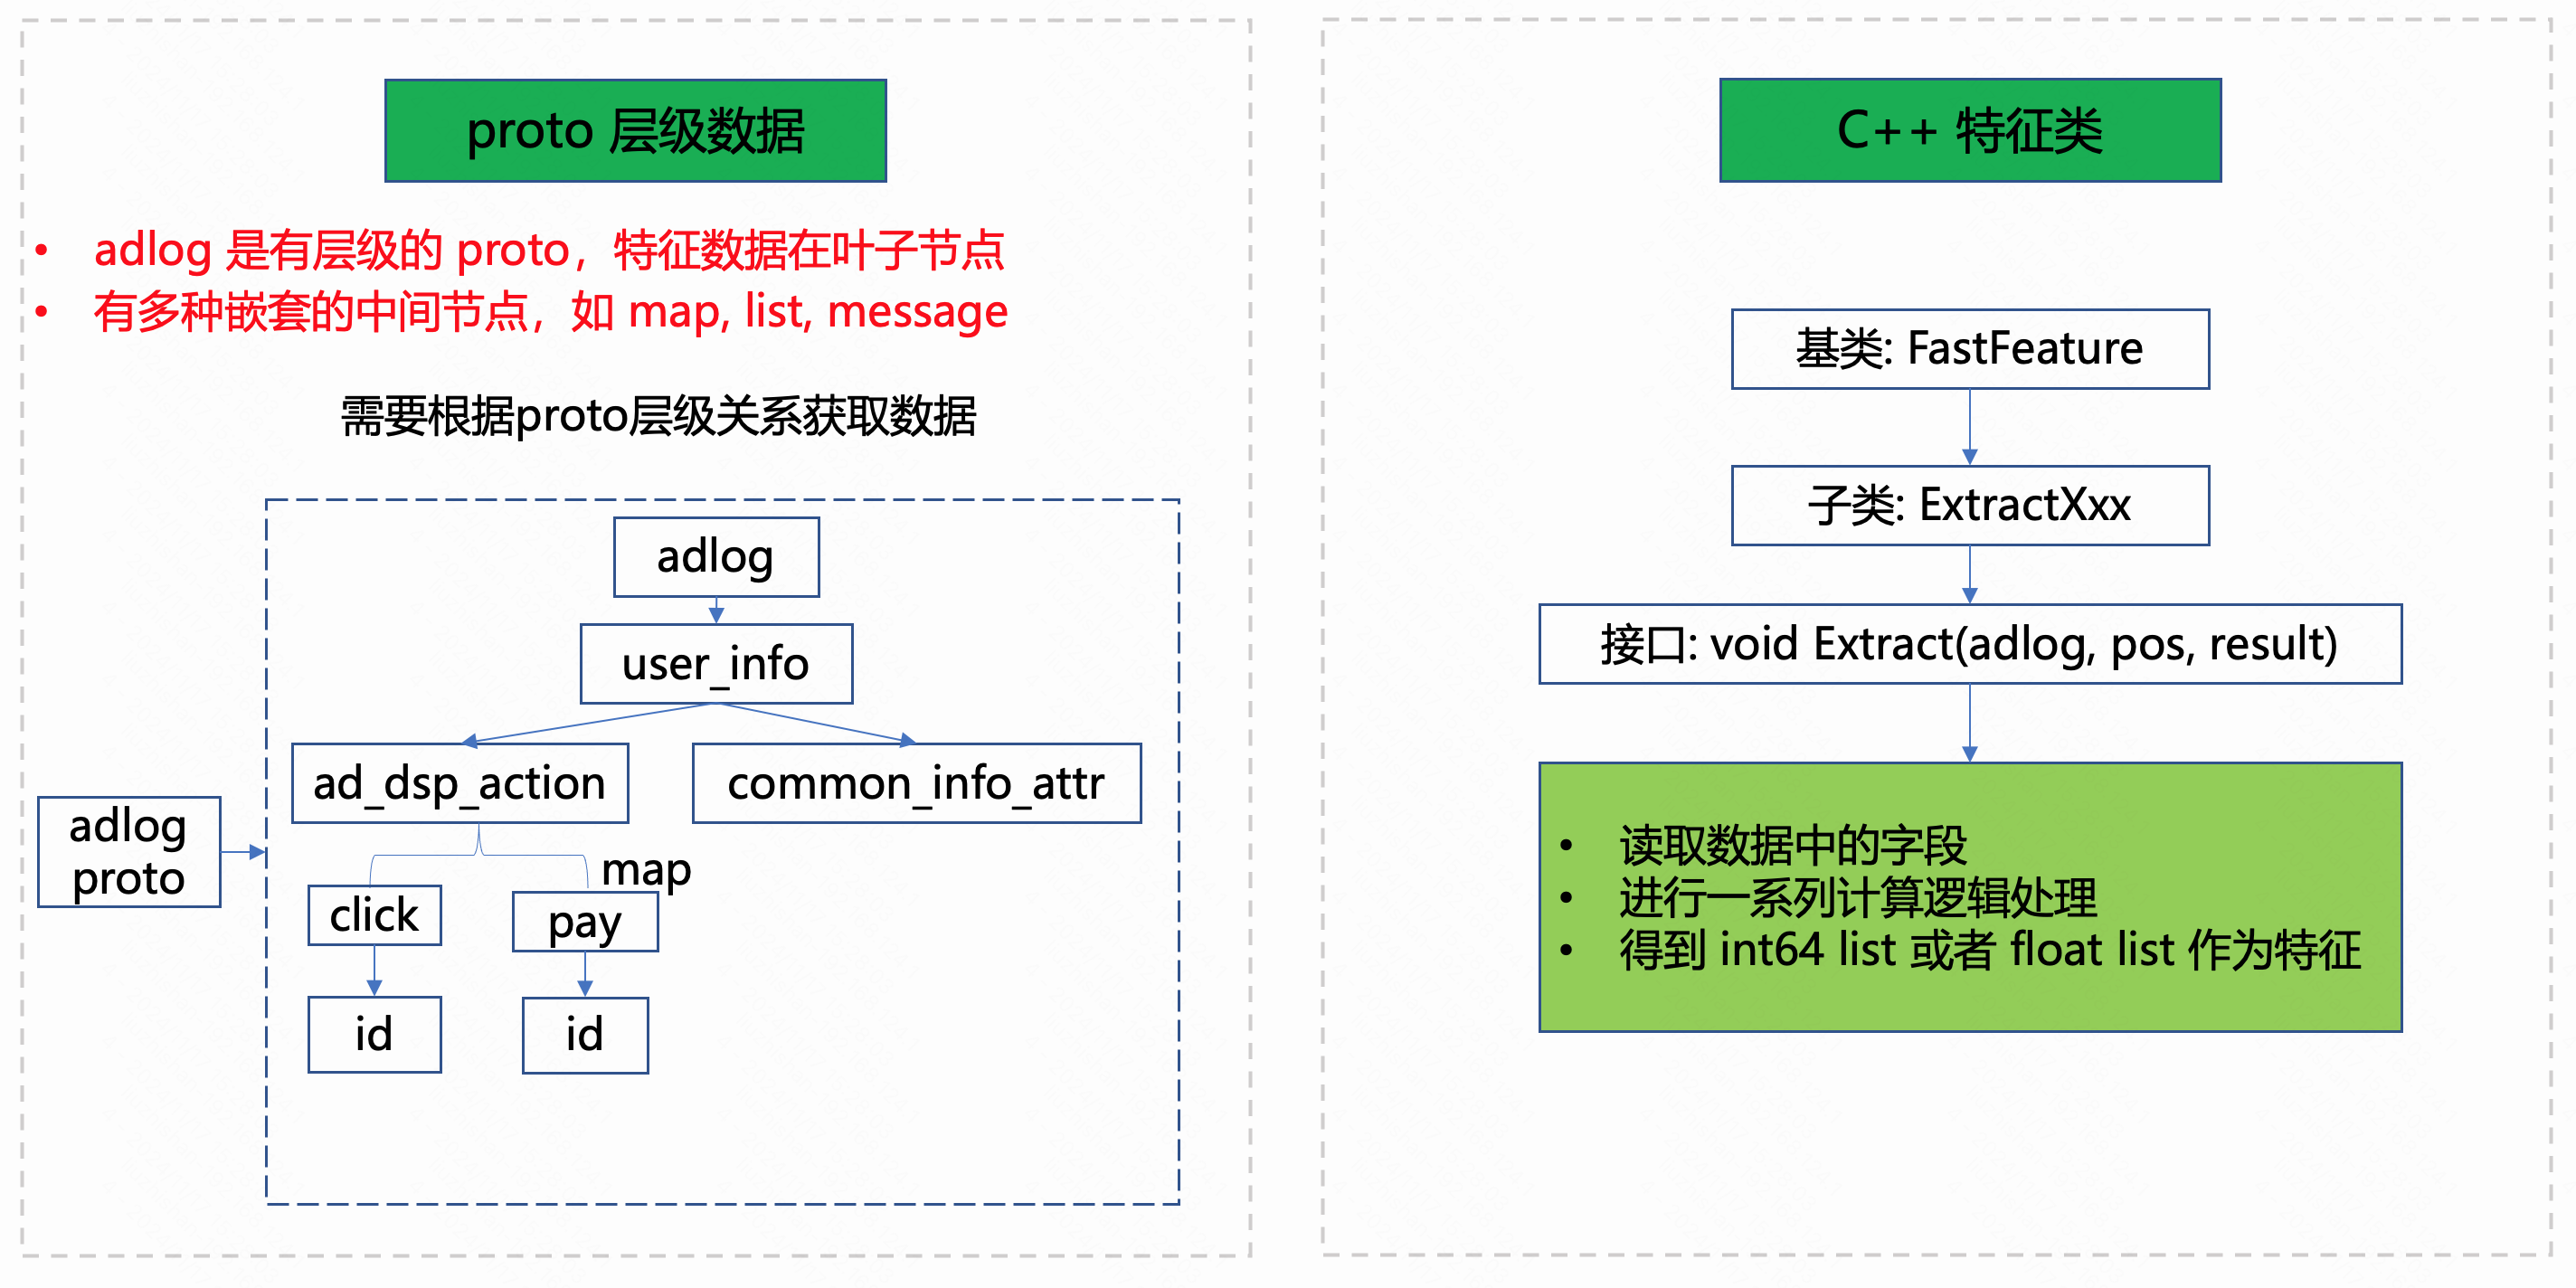 proto 层级数据
• adlog 是有层级的 proto，特征数据在叶子节点
• 有多种嵌套的中间节点，如 map, list, message
需要根据proto层级关系获取数据
adlog
proto
adlog
user_info
ad_dsp_action
common_info_attr
map
click
pay
id
id
C++ 特征类
基类: FastFeature
子类: ExtractXxx
接口: void Extract(adlog, pos, result)
• 读取数据中的字段
• 进行一系列计算逻辑处理
• 得到 int64 list 或者 float list 作为特征